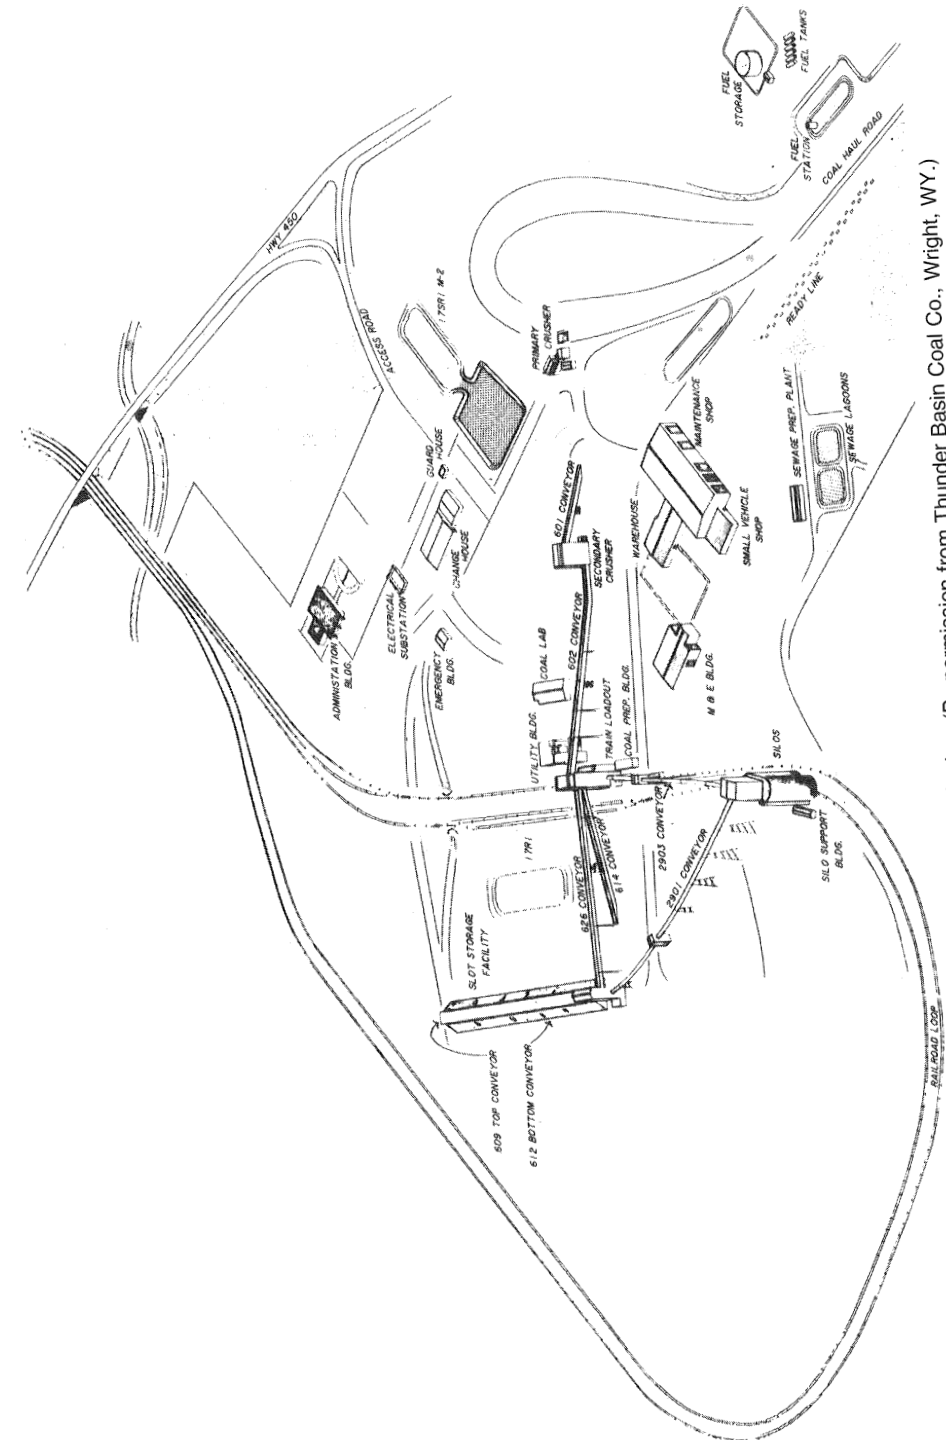 HWY 450
ACCESS ROAD
17SR1 M-2
FUEL
STORAGE
FUEL TANKS
FUEL
STATION
COAL HAUL ROAD
READY LINE
PRIMARY
CRUSHER
GUARD
HOUSE
CHANGE
HOUSE
ELECTRICAL
SUBSTATION
ADMINISTATION
BLDG.
EMERGENCY
BLDG.
601 CONVEYOR
SECONDARY
CRUSHER
602 CONVEYOR
COAL LAB
UTILITY BLDG.
TRAIN LOADOUT
COAL PREP. BLDG.
WAREHOUSE
MAINTENANCE
SHOP
SMALL VEHICLE
SHOP
M & E BLDG.
SEWAGE PREP. PLANT
SEWAGE LAGOONS
SILOS
SILO SUPPORT
BLDG.
2903 CONVEYOR
2901 CONVEYOR
614 CONVEYOR
626 CONVEYOR
17R1
SLOT STORAGE
FACILITY
609 TOP CONVEYOR
612 BOTTOM CONVEYOR
RAILROAD LOOP
permission from Thunder Basin Coal Co., Wright, WY.)